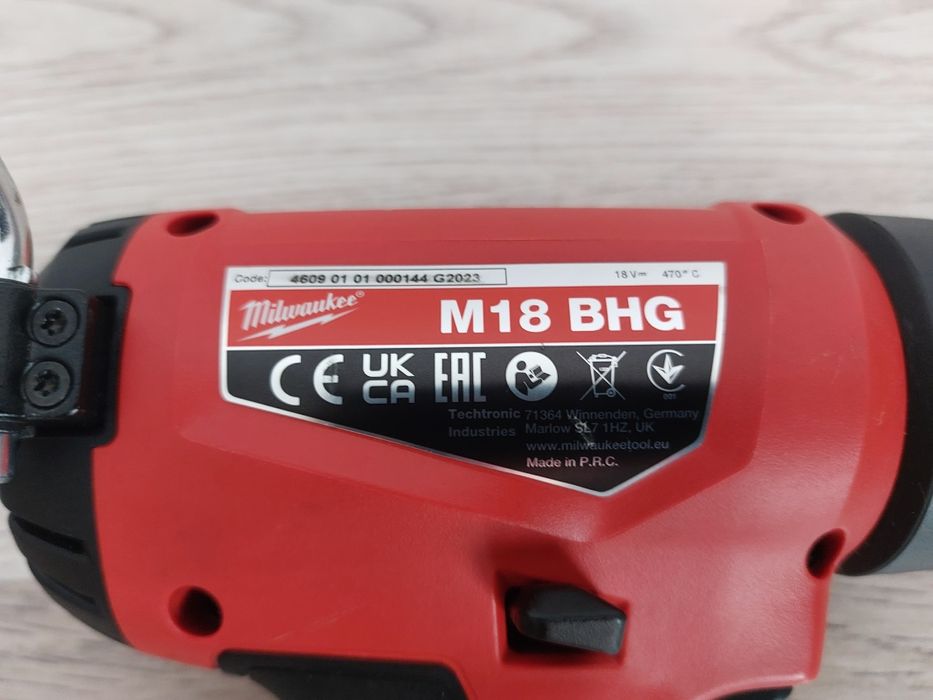 Code: 4609 01 01 000144 G2023 18 V 470° C
Milwaukee® M18 BHG
CE UK CA EAC
Techtronic 71364 Winnenden, Germany
Industries Marlow SL7 1HZ, UK
www.milwaukeetool.eu
Made in P.R.C.